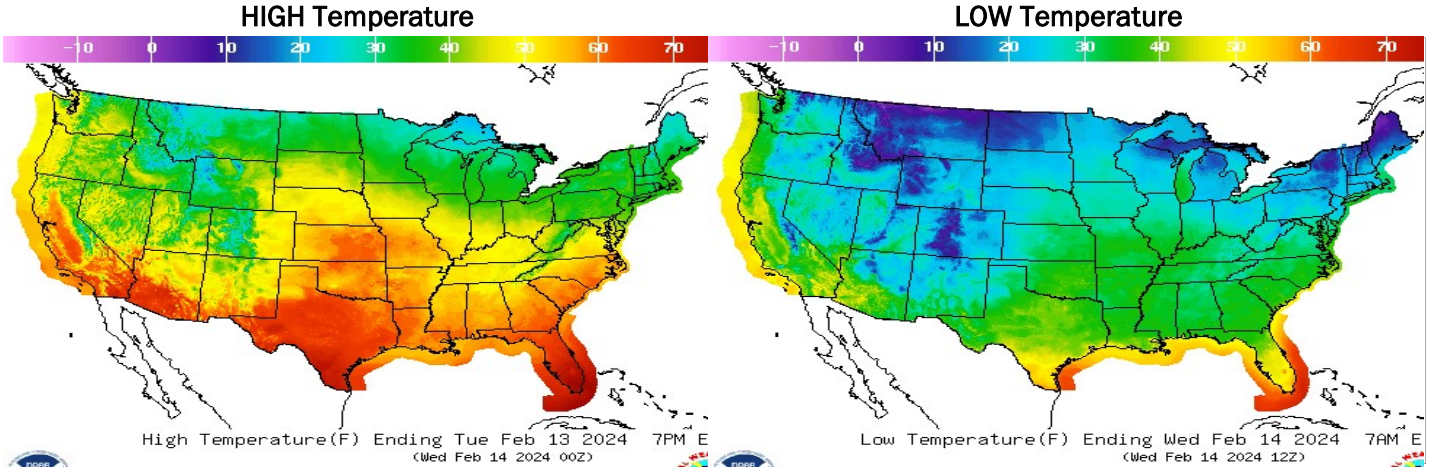 HIGH Temperature
LOW Temperature
-10 0 10 20 30 40 50 60 70
-10 0 10 20 30 40 50 60 70
High Temperature(F) Ending Tue Feb 13 2024 7PM E
(Wed Feb 14 2024 00Z)
Low Temperature(F) Ending Wed Feb 14 2024 7AM E
(Wed Feb 14 2024 12Z)